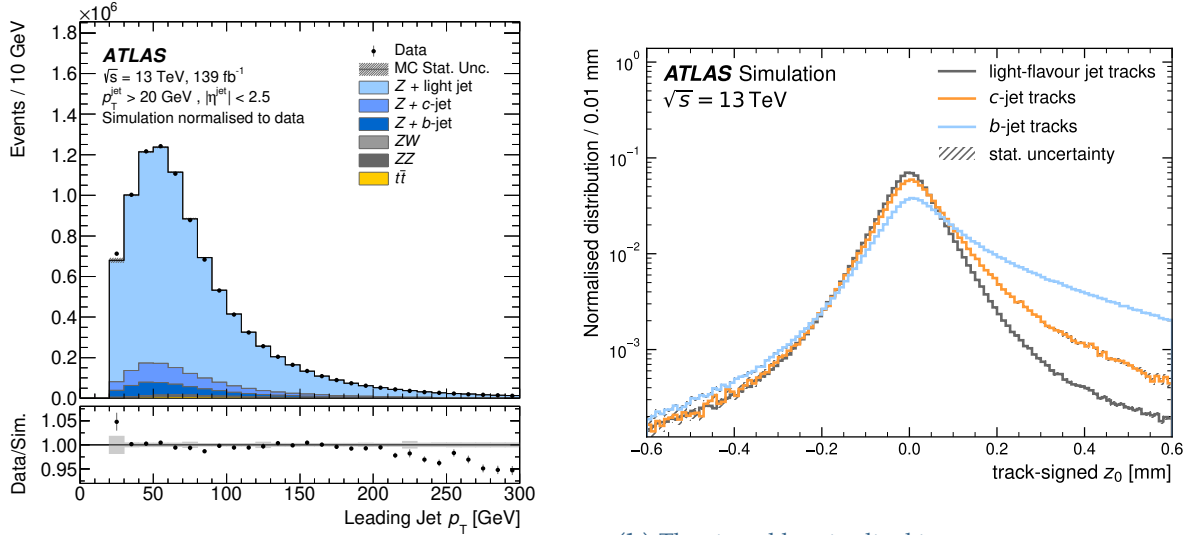 ×10⁶
Events / 10 GeV
1.8
1.6
1.4
1.2
1.0
0.8
0.6
0.4
0.2
0.0
ATLAS
√s = 13 TeV, 139 fb⁻¹
p_T^jet > 20 GeV , |η^jet| < 2.5
Simulation normalised to data
Data
MC Stat. Unc.
Z + light jet
Z + c-jet
Z + b-jet
ZW
ZZ
tt̄
Data/Sim.
1.05
1.00
0.95
0 50 100 150 200 250 300
Leading Jet p_T [GeV]
Normalised distribution / 0.01 mm
10⁰
10⁻¹
10⁻²
10⁻³
ATLAS Simulation
√s = 13 TeV
light-flavour jet tracks
c-jet tracks
b-jet tracks
stat. uncertainty
−0.6 −0.4 −0.2 0.0 0.2 0.4 0.6
track-signed z₀ [mm]